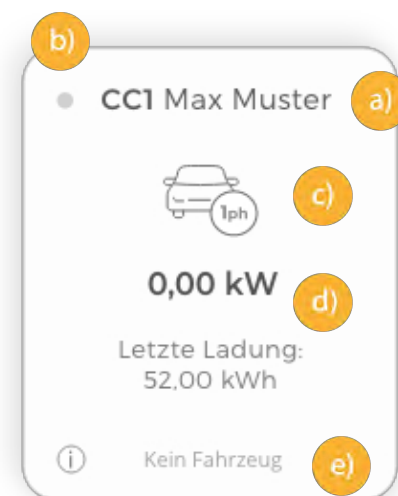 b)
CC1 Max Muster a)
1ph
c)
0,00 kW
d)
Letzte Ladung:
52,00 kWh
i Kein Fahrzeug e)